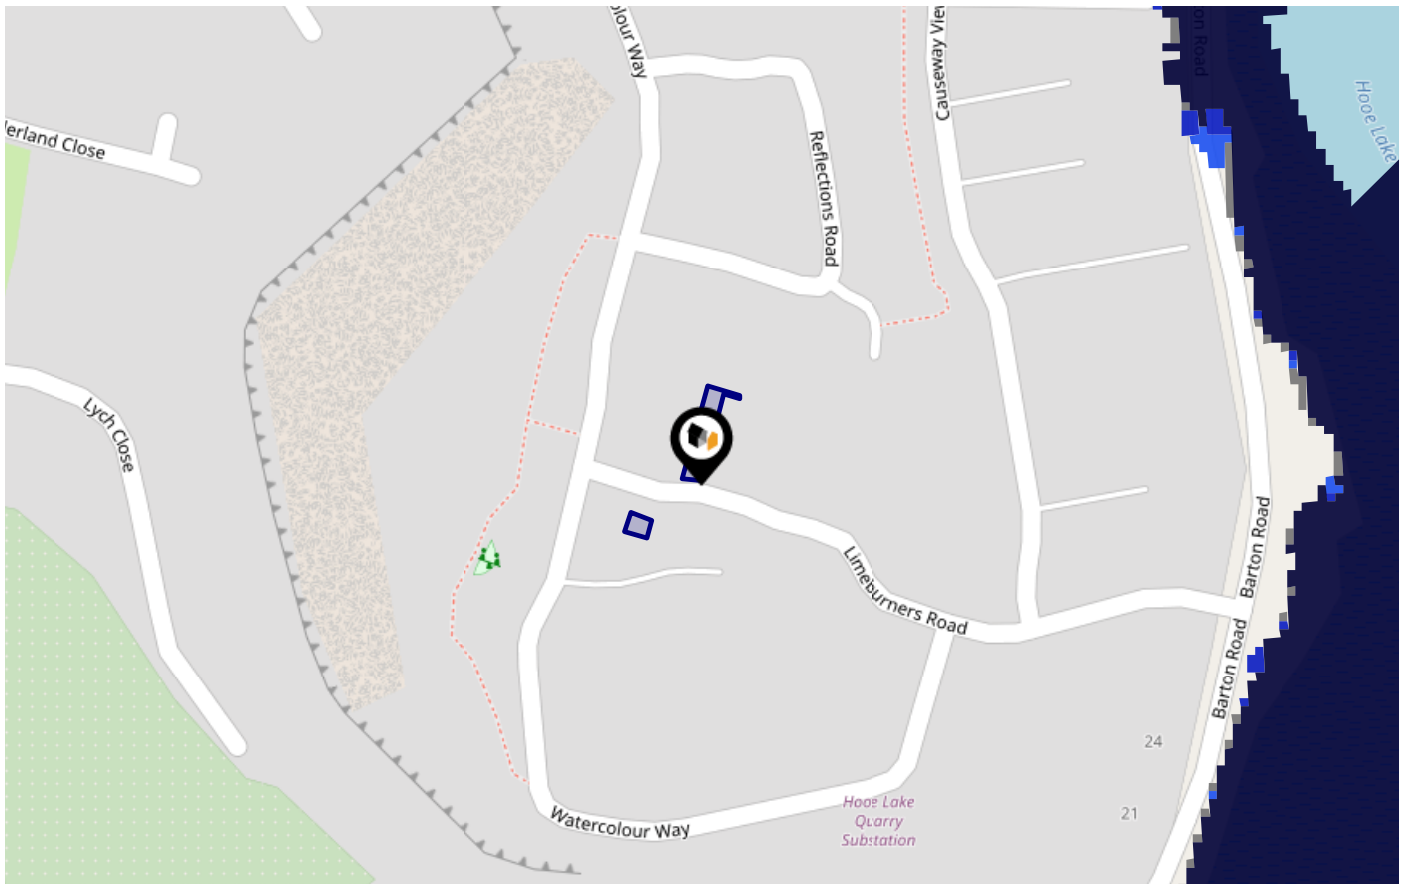 olour Way
Causeway Vie
on Road
Hooe Lake
erland Close
Reflections Road
Lych Close
Limeburners Road
Barton Road
Barton Road
24
21
Hooe Lake
Quarry
Substation
Watercolour Way